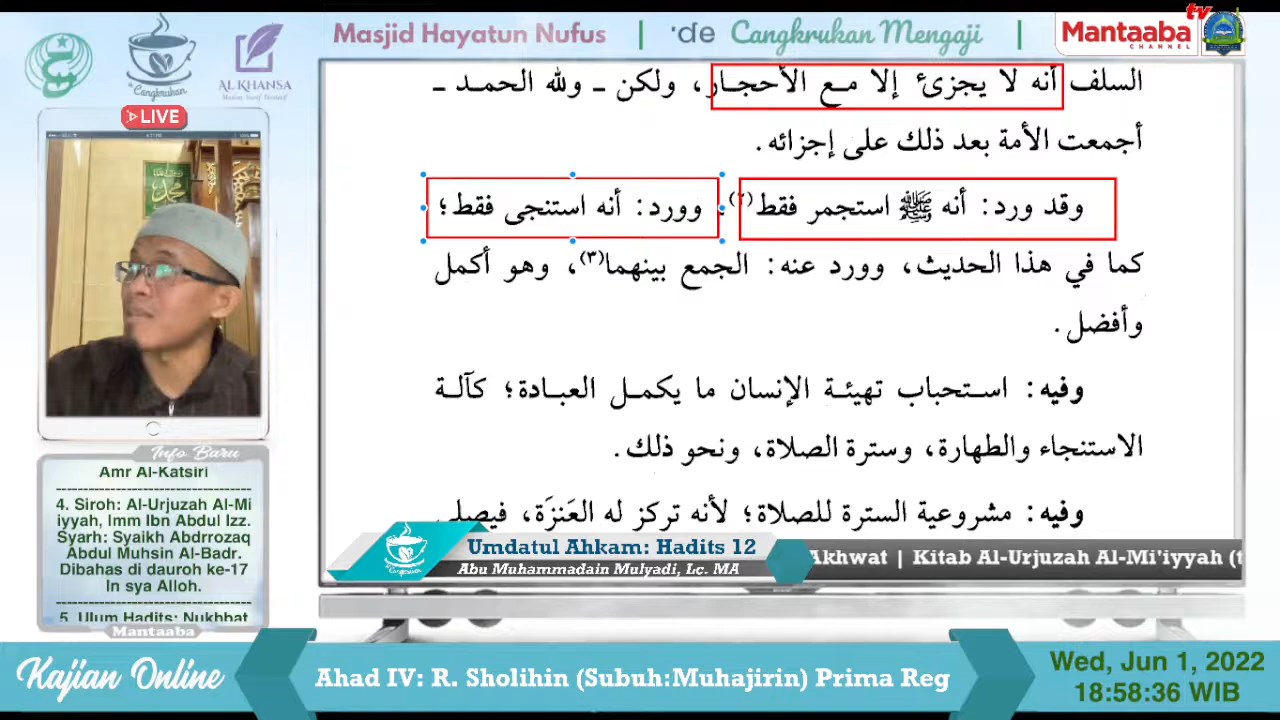 Masjid Hayatun Nufus | 'de Cangkrukan Mengaji |
Mantaaba tv
CHANNEL
de Cangkrukan
AL KHANSA
LIVE
السلف أنه لا يجزئ إلا مع الأحجار، ولكن ـ ولله الحمد ـ
أجمعت الأمة بعد ذلك على إجزائه.
وقد ورد: أنه ﷺ استجمر فقط(٢)، وورد: أنه استنجى فقط؛
كما في هذا الحديث، وورد عنه: الجمع بينهما(٣)، وهو أكمل
وأفضل.
وفيه: استحباب تهيئة الإنسان ما يكمل العبادة؛ كآلة
الاستنجاء والطهارة، وسترة الصلاة، ونحو ذلك.
وفيه: مشروعية السترة للصلاة؛ لأنه تركز له العَنزَة، فيصلي
Info Baru
Amr Al-Katsiri
4. Siroh: Al-Urjuzah Al-Mi
iyyah, Imm Ibn Abdul Izz.
Syarh: Syaikh Abdrrozaq
Abdul Muhsin Al-Badr.
Dibahas di dauroh ke-17
In sya Alloh.
5. Ulum Hadits: Nukhbat
Mantaaba
Cangkrukan
Umdatul Ahkam: Hadits 12
Abu Muhammadain Mulyadi, Lc. MA
Akhwat | Kitab Al-Urjuzah Al-Mi'iyyah (t
Kajian Online
Ahad IV: R. Sholihin (Subuh:Muhajirin) Prima Reg
Wed, Jun 1, 2022
18:58:36 WIB